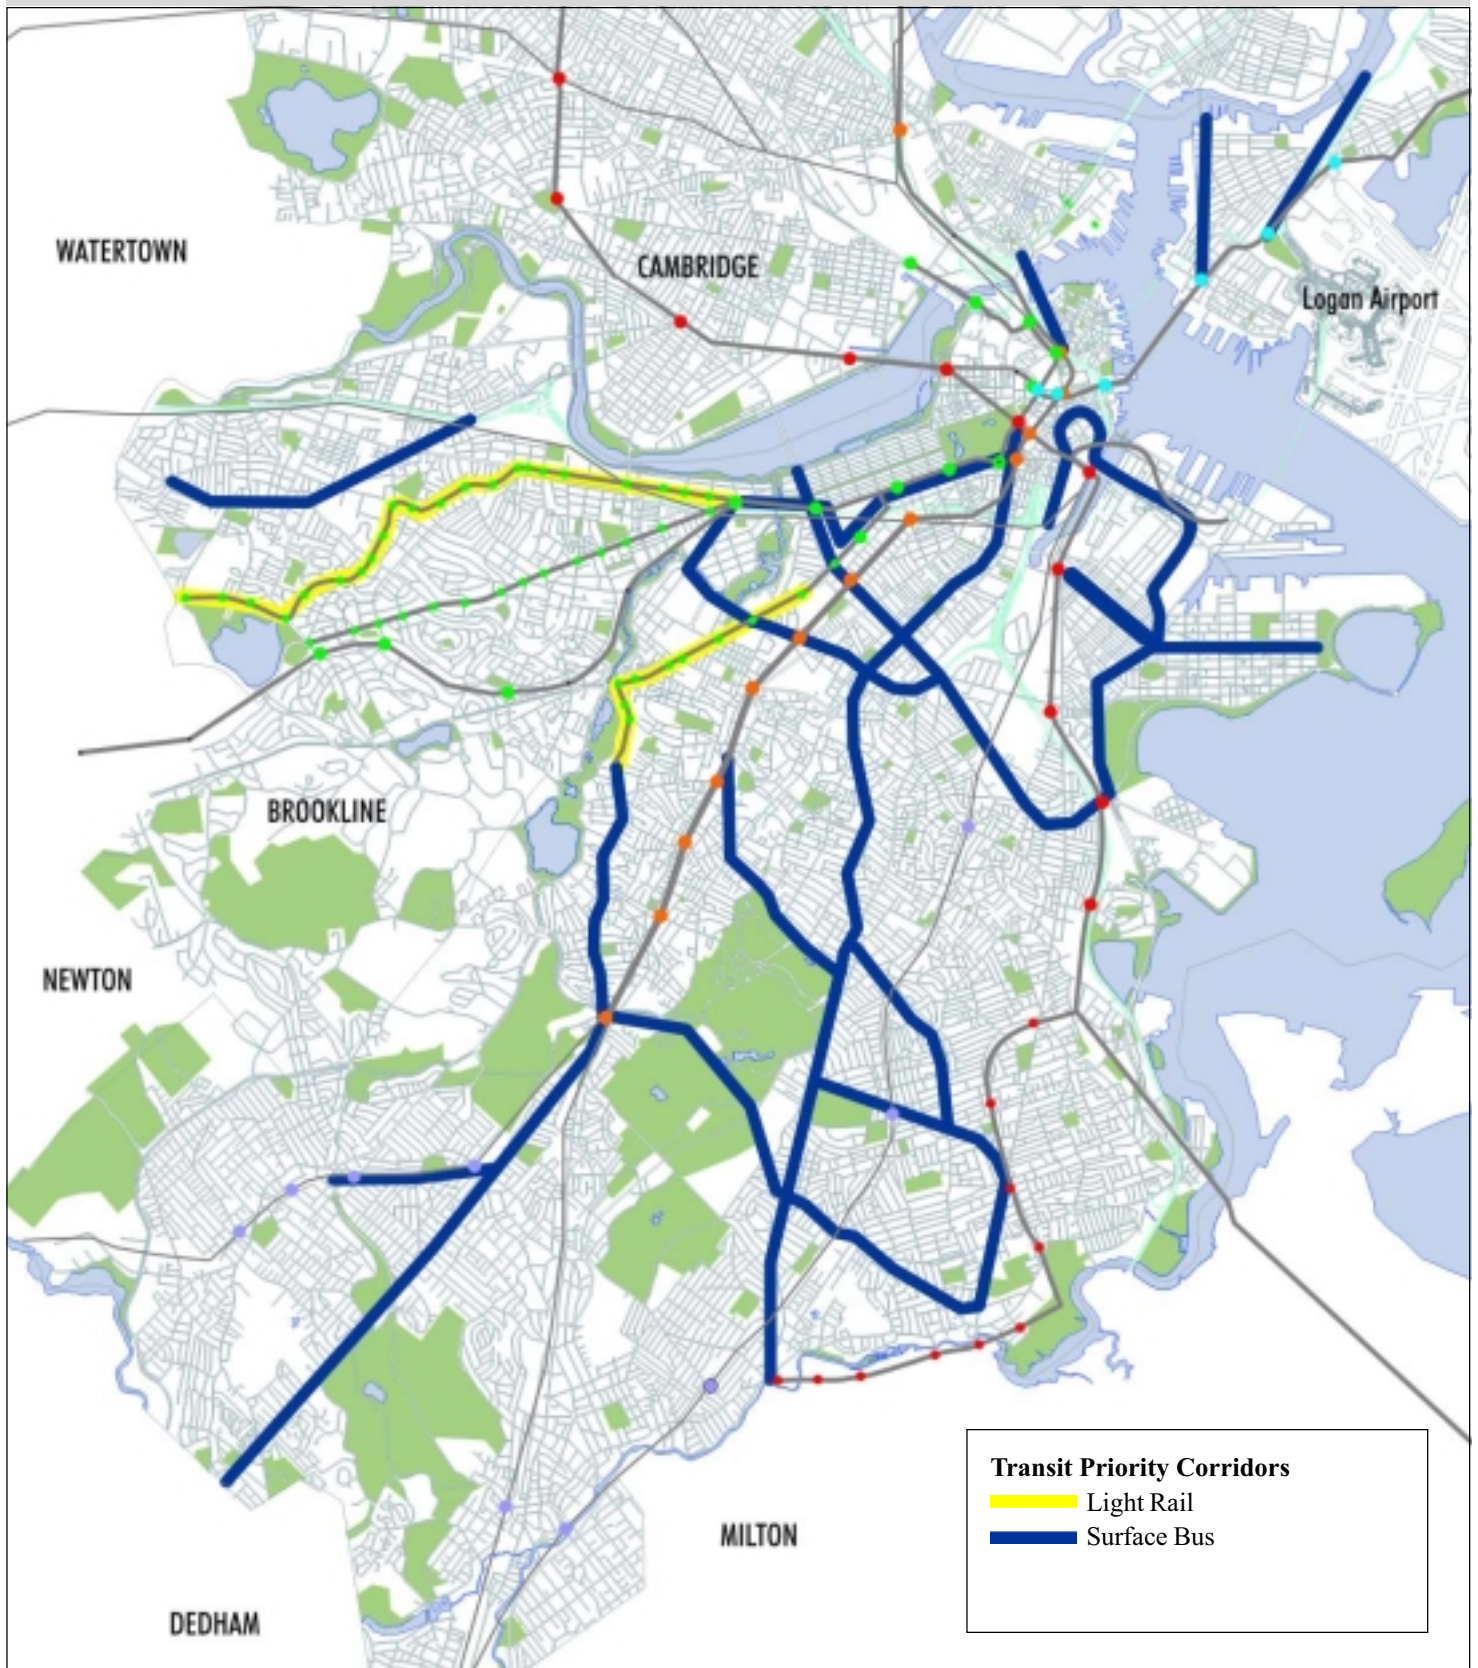 WATERTOWN
CAMBRIDGE
Logan Airport
BROOKLINE
NEWTON
Transit Priority Corridors
Light Rail
Surface Bus
MILTON
DEDHAM